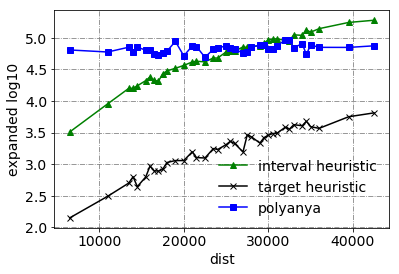 expanded log10
5.0
4.5
4.0
3.5
3.0
2.5
2.0
interval heuristic
target heuristic
polyanya
10000 20000 30000 40000
dist